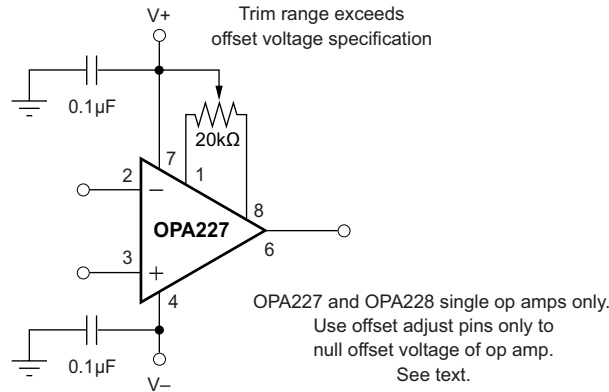 V+
Trim range exceeds
offset voltage specification
0.1µF
20kΩ
7
1
2
−
8
OPA227
6
3
+
4
OPA227 and OPA228 single op amps only.
Use offset adjust pins only to
null offset voltage of op amp.
See text.
0.1µF
V–